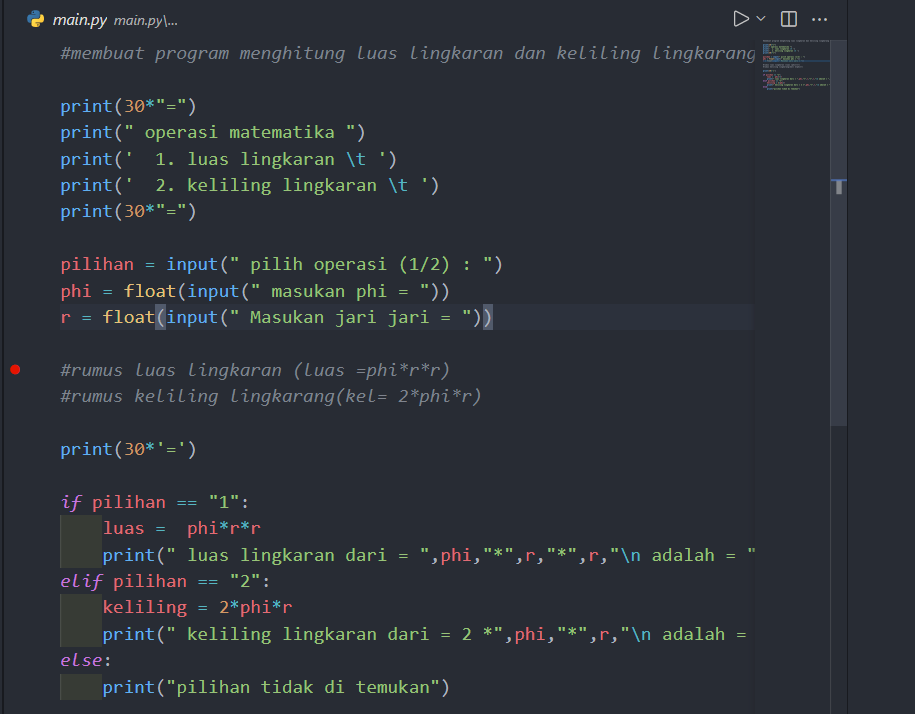 main.py main.py\...
#membuat program menghitung luas lingkaran dan keliling lingkarang
print(30*"=")
print(" operasi matematika ")
print('  1. luas lingkaran \t ')
print('  2. keliling lingkaran \t ')
print(30*"=")
pilihan = input(" pilih operasi (1/2) : ")
phi = float(input(" masukan phi = "))
r = float(input(" Masukan jari jari = "))
#rumus luas lingkaran (luas =phi*r*r)
#rumus keliling lingkarang(kel= 2*phi*r)
print(30*'=')
if pilihan == "1":
    luas =  phi*r*r
    print(" luas lingkaran dari = ",phi,"*",r,"*",r,"\n adalah = "
elif pilihan == "2":
    keliling = 2*phi*r
    print(" keliling lingkaran dari = 2 *",phi,"*",r,"\n adalah =
else:
    print("pilihan tidak di temukan")